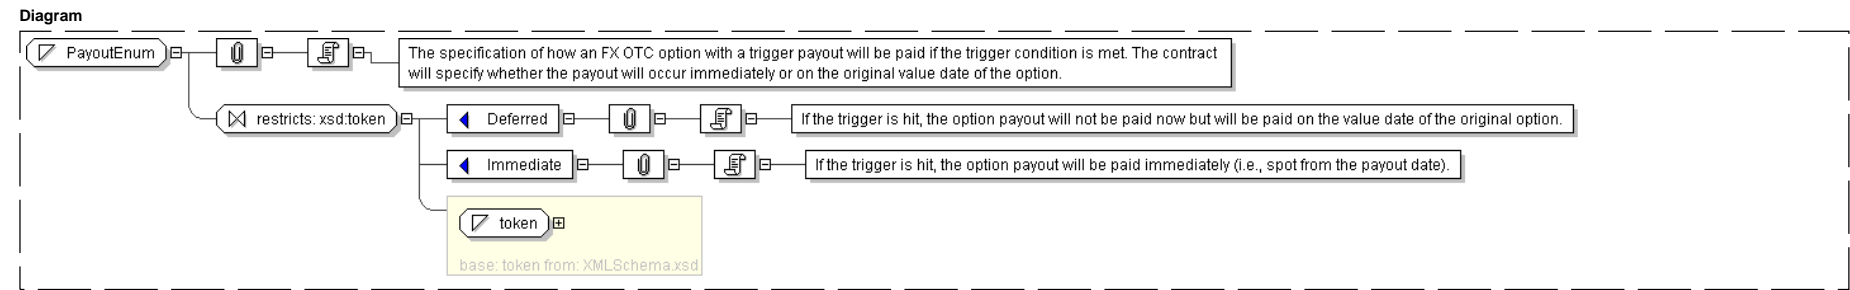 Diagram
PayoutEnum
The specification of how an FX OTC option with a trigger payout will be paid if the trigger condition is met. The contract
will specify whether the payout will occur immediately or on the original value date of the option.
restricts: xsd:token
Deferred
If the trigger is hit, the option payout will not be paid now but will be paid on the value date of the original option.
Immediate
If the trigger is hit, the option payout will be paid immediately (i.e., spot from the payout date).
token
base: token from: XMLSchema.xsd